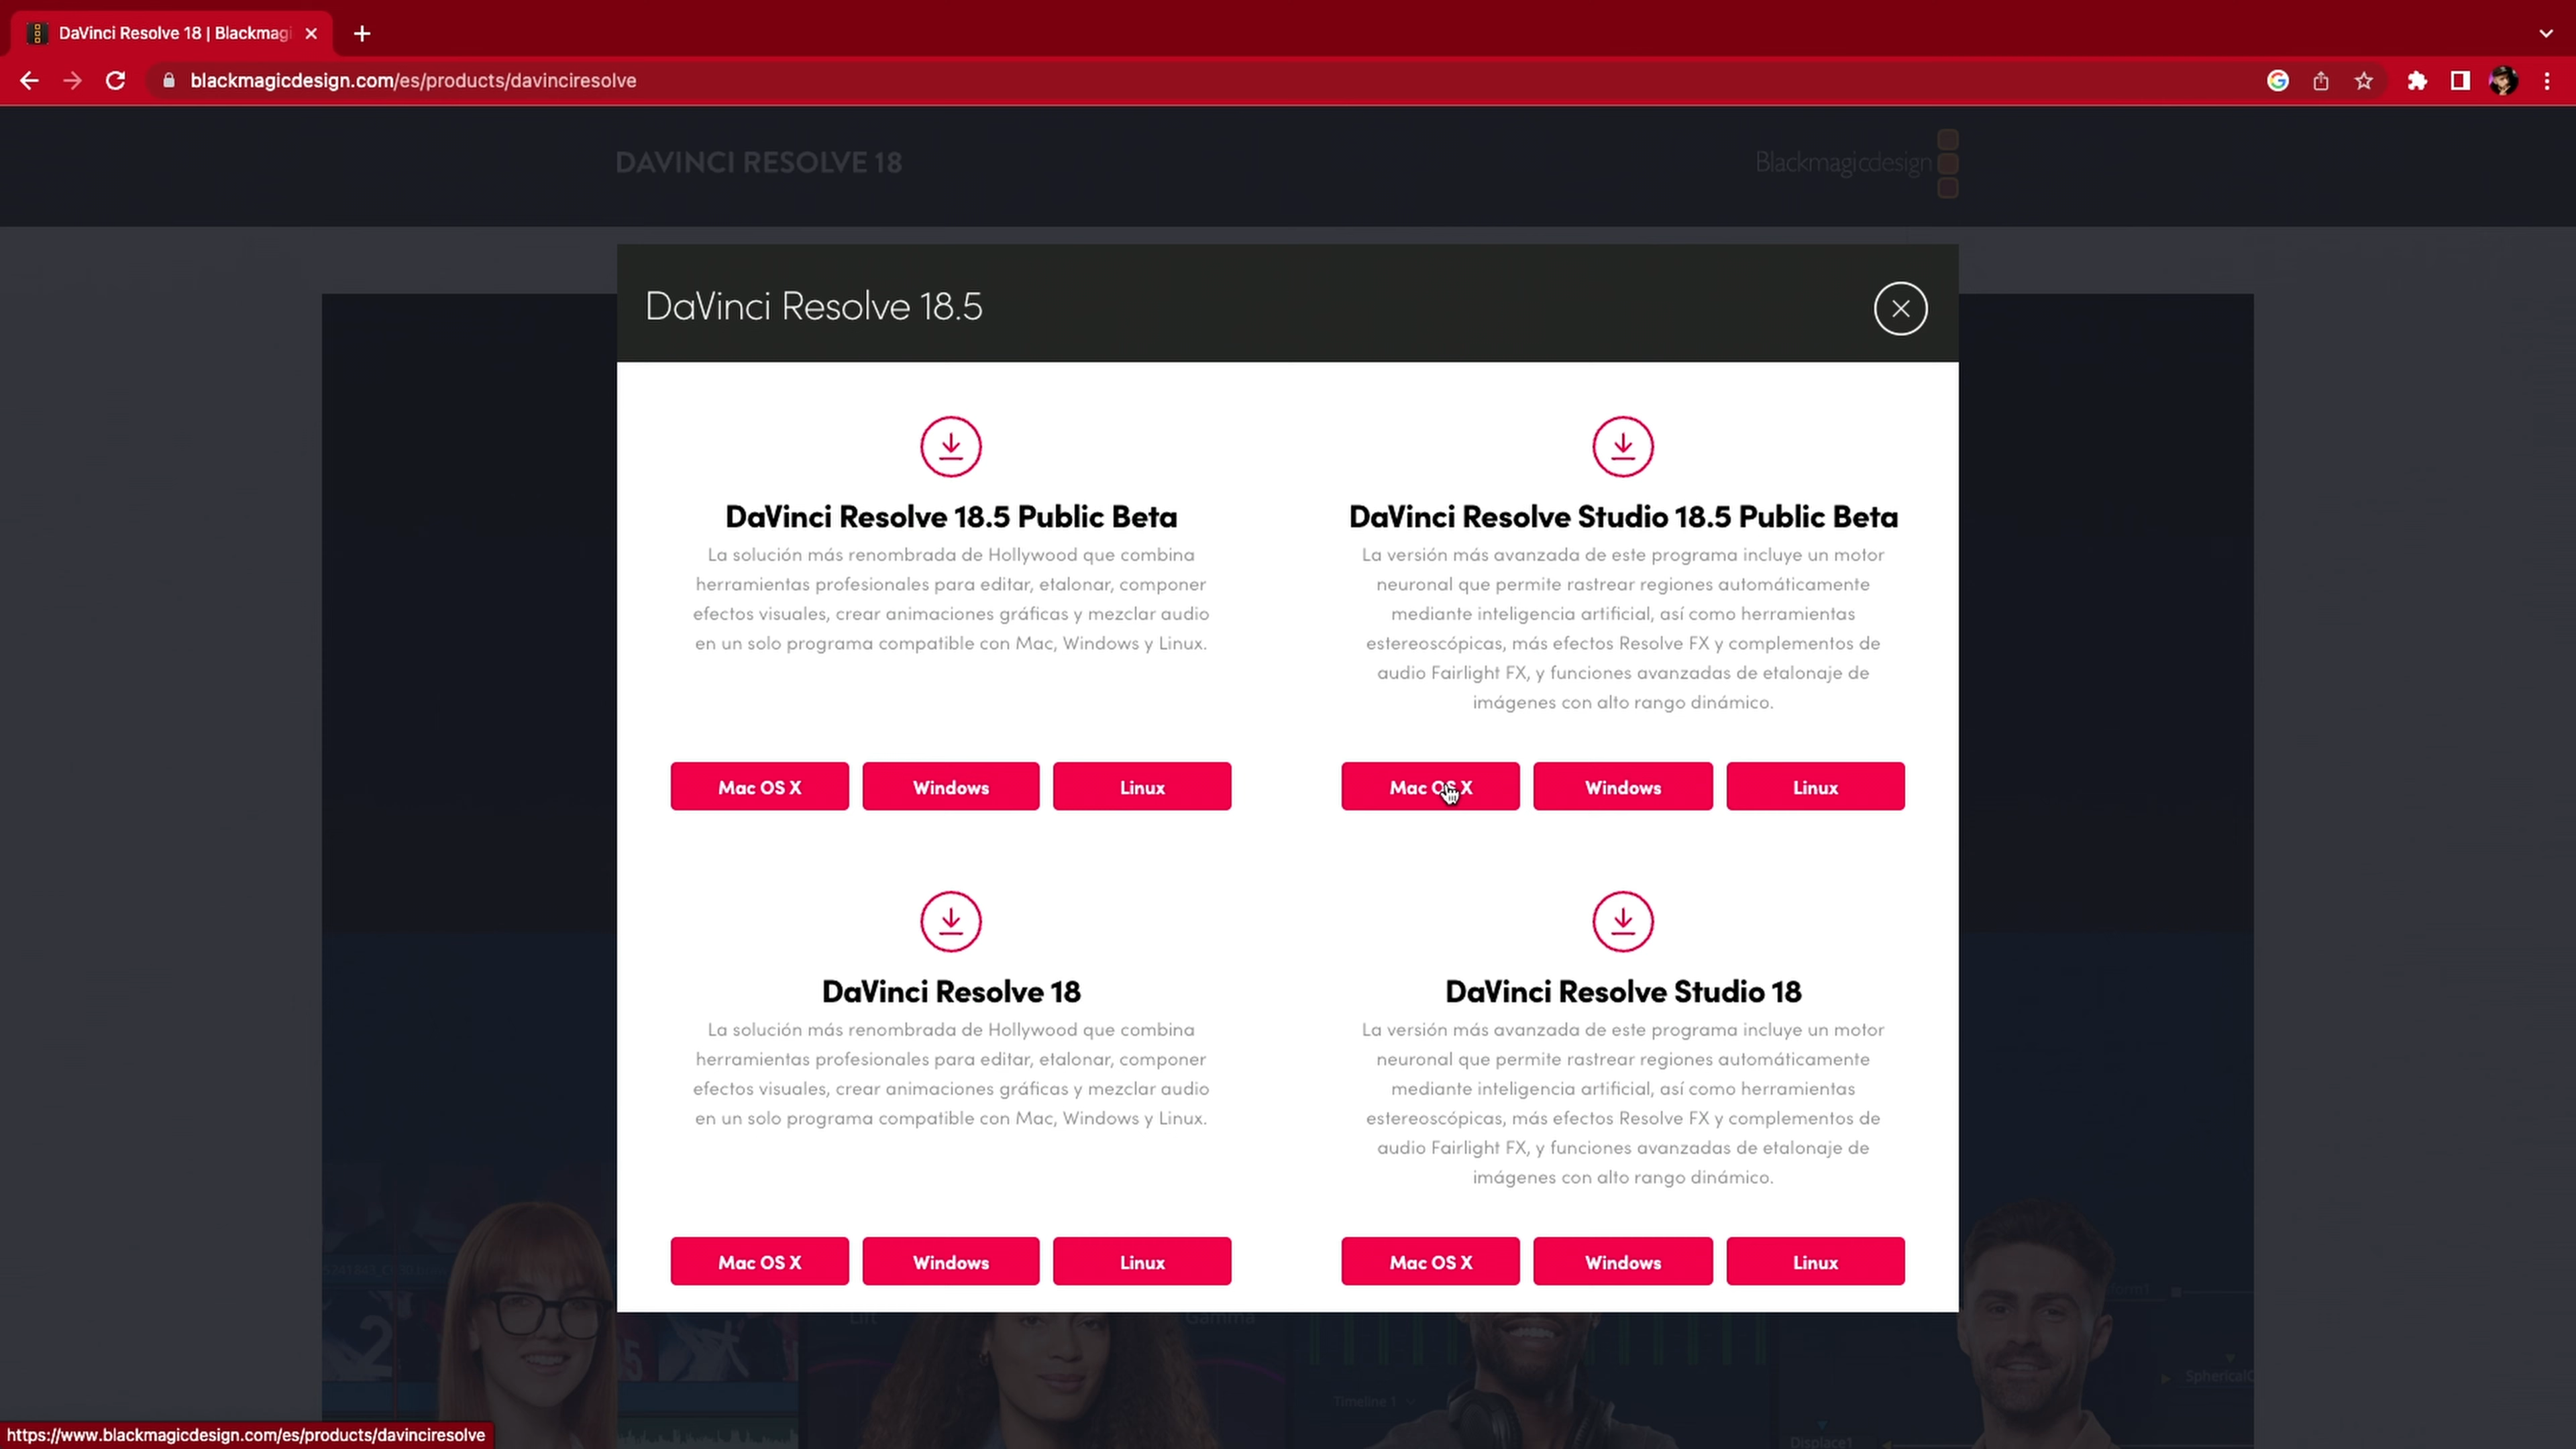 DaVinci Resolve 18 | Blackmagi
blackmagicdesign.com/es/products/davinciresolve
DAVINCI RESOLVE 18
Blackmagicdesign
DaVinci Resolve 18.5
DaVinci Resolve 18.5 Public Beta
La solución más renombrada de Hollywood que combina
herramientas profesionales para editar, etalonar, componer
efectos visuales, crear animaciones gráficas y mezclar audio
en un solo programa compatible con Mac, Windows y Linux.
Mac OS X
Windows
Linux
DaVinci Resolve Studio 18.5 Public Beta
La versión más avanzada de este programa incluye un motor
neuronal que permite rastrear regiones automáticamente
mediante inteligencia artificial, así como herramientas
estereoscópicas, más efectos Resolve FX y complementos de
audio Fairlight FX, y funciones avanzadas de etalonaje de
imágenes con alto rango dinámico.
Mac OS X
Windows
Linux
DaVinci Resolve 18
La solución más renombrada de Hollywood que combina
herramientas profesionales para editar, etalonar, componer
efectos visuales, crear animaciones gráficas y mezclar audio
en un solo programa compatible con Mac, Windows y Linux.
Mac OS X
Windows
Linux
DaVinci Resolve Studio 18
La versión más avanzada de este programa incluye un motor
neuronal que permite rastrear regiones automáticamente
mediante inteligencia artificial, así como herramientas
estereoscópicas, más efectos Resolve FX y complementos de
audio Fairlight FX, y funciones avanzadas de etalonaje de
imágenes con alto rango dinámico.
Mac OS X
Windows
Linux
Lift
Gamma
Timeline 1
Displace1
https://www.blackmagicdesign.com/es/products/davinciresolve